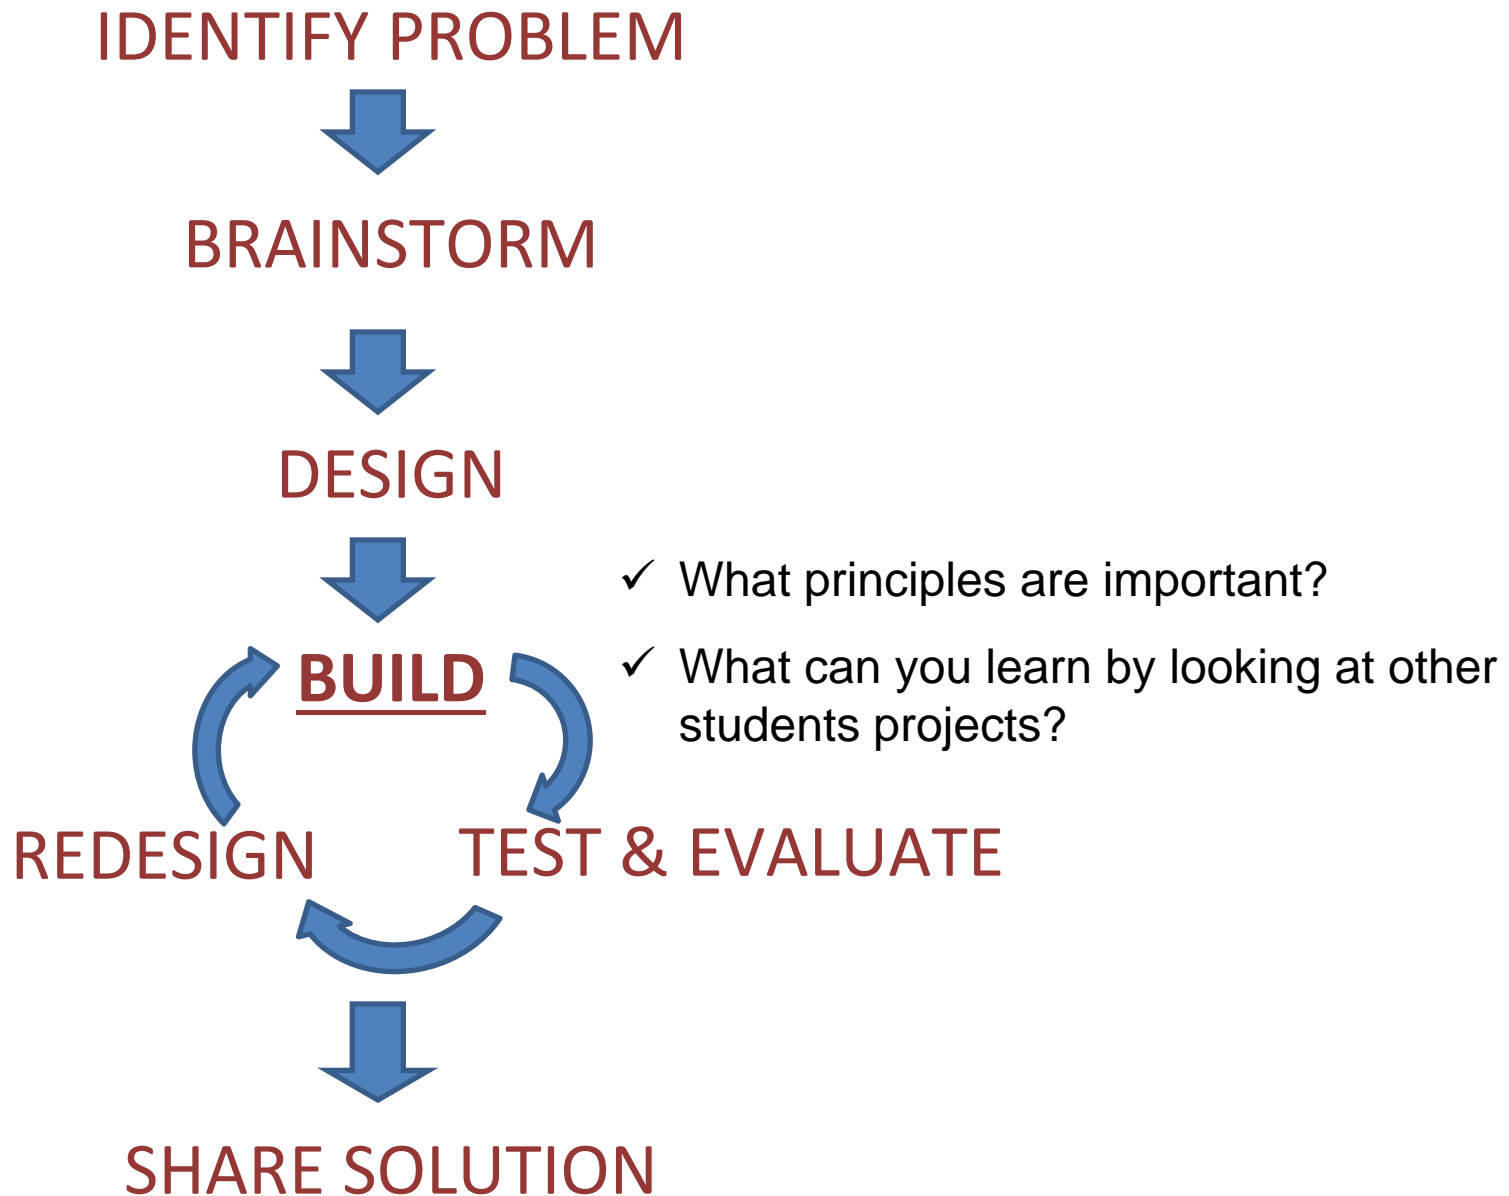 IDENTIFY PROBLEM
BRAINSTORM
DESIGN
✓ What principles are important?
BUILD
✓ What can you learn by looking at other
students projects?
REDESIGN
TEST & EVALUATE
SHARE SOLUTION